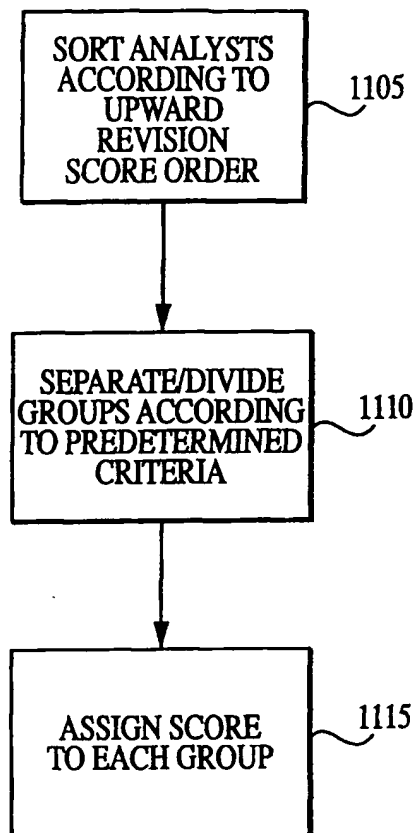 SORT ANALYSTS
ACCORDING TO
UPWARD
REVISION
SCORE ORDER
1105
SEPARATE/DIVIDE
GROUPS ACCORDING
TO PREDETERMINED
CRITERIA
1110
ASSIGN SCORE
TO EACH GROUP
1115